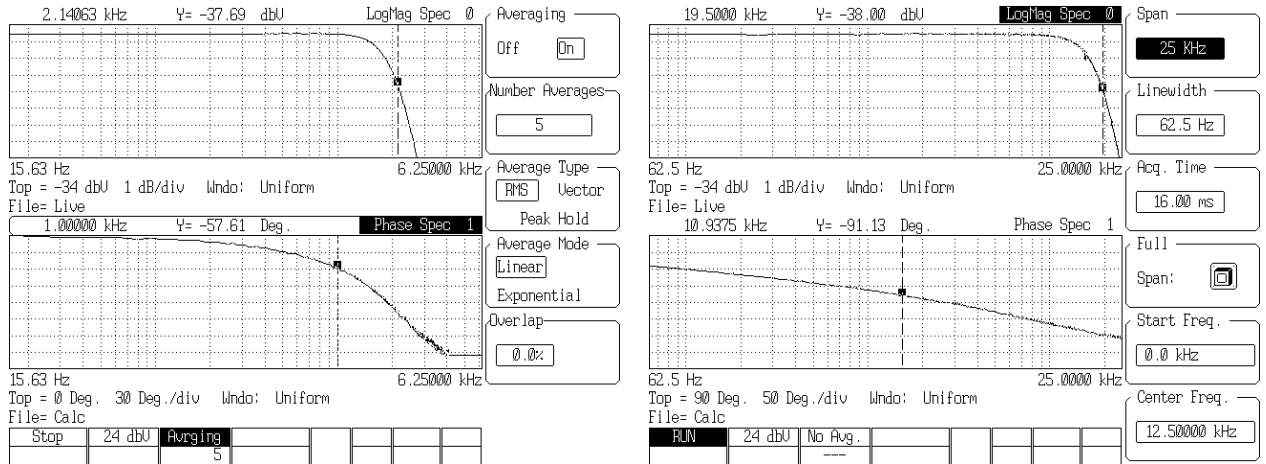 2.14063 kHz Y= -37.69 dbV LogMag Spec 0
15.63 Hz 6.25000 kHz
Top = -34 dbV 1 dB/div Wndo: Uniform
File= Live
1.00000 kHz Y= -57.61 Deg. Phase Spec 1
15.63 Hz 6.25000 kHz
Top = 0 Deg. 30 Deg./div Wndo: Uniform
File= Calc
Stop 24 dbV Avrging
5
Averaging
Off On
Number Averages
5
Average Type
RMS Vector
Peak Hold
Average Mode
Linear
Exponential
Overlap
0.0%
19.5000 kHz Y= -38.00 dbV LogMag Spec 0
62.5 Hz 25.0000 kHz
Top = -34 dbV 1 dB/div Wndo: Uniform
File= Live
10.9375 kHz Y= -91.13 Deg. Phase Spec 1
62.5 Hz 25.0000 kHz
Top = 90 Deg. 50 Deg./div Wndo: Uniform
File= Calc
RUN 24 dbV No Avg.
---
Span
25 KHz
Linewidth
62.5 Hz
Acq. Time
16.00 ms
Full
Span:
Start Freq.
0.0 kHz
Center Freq.
12.50000 kHz